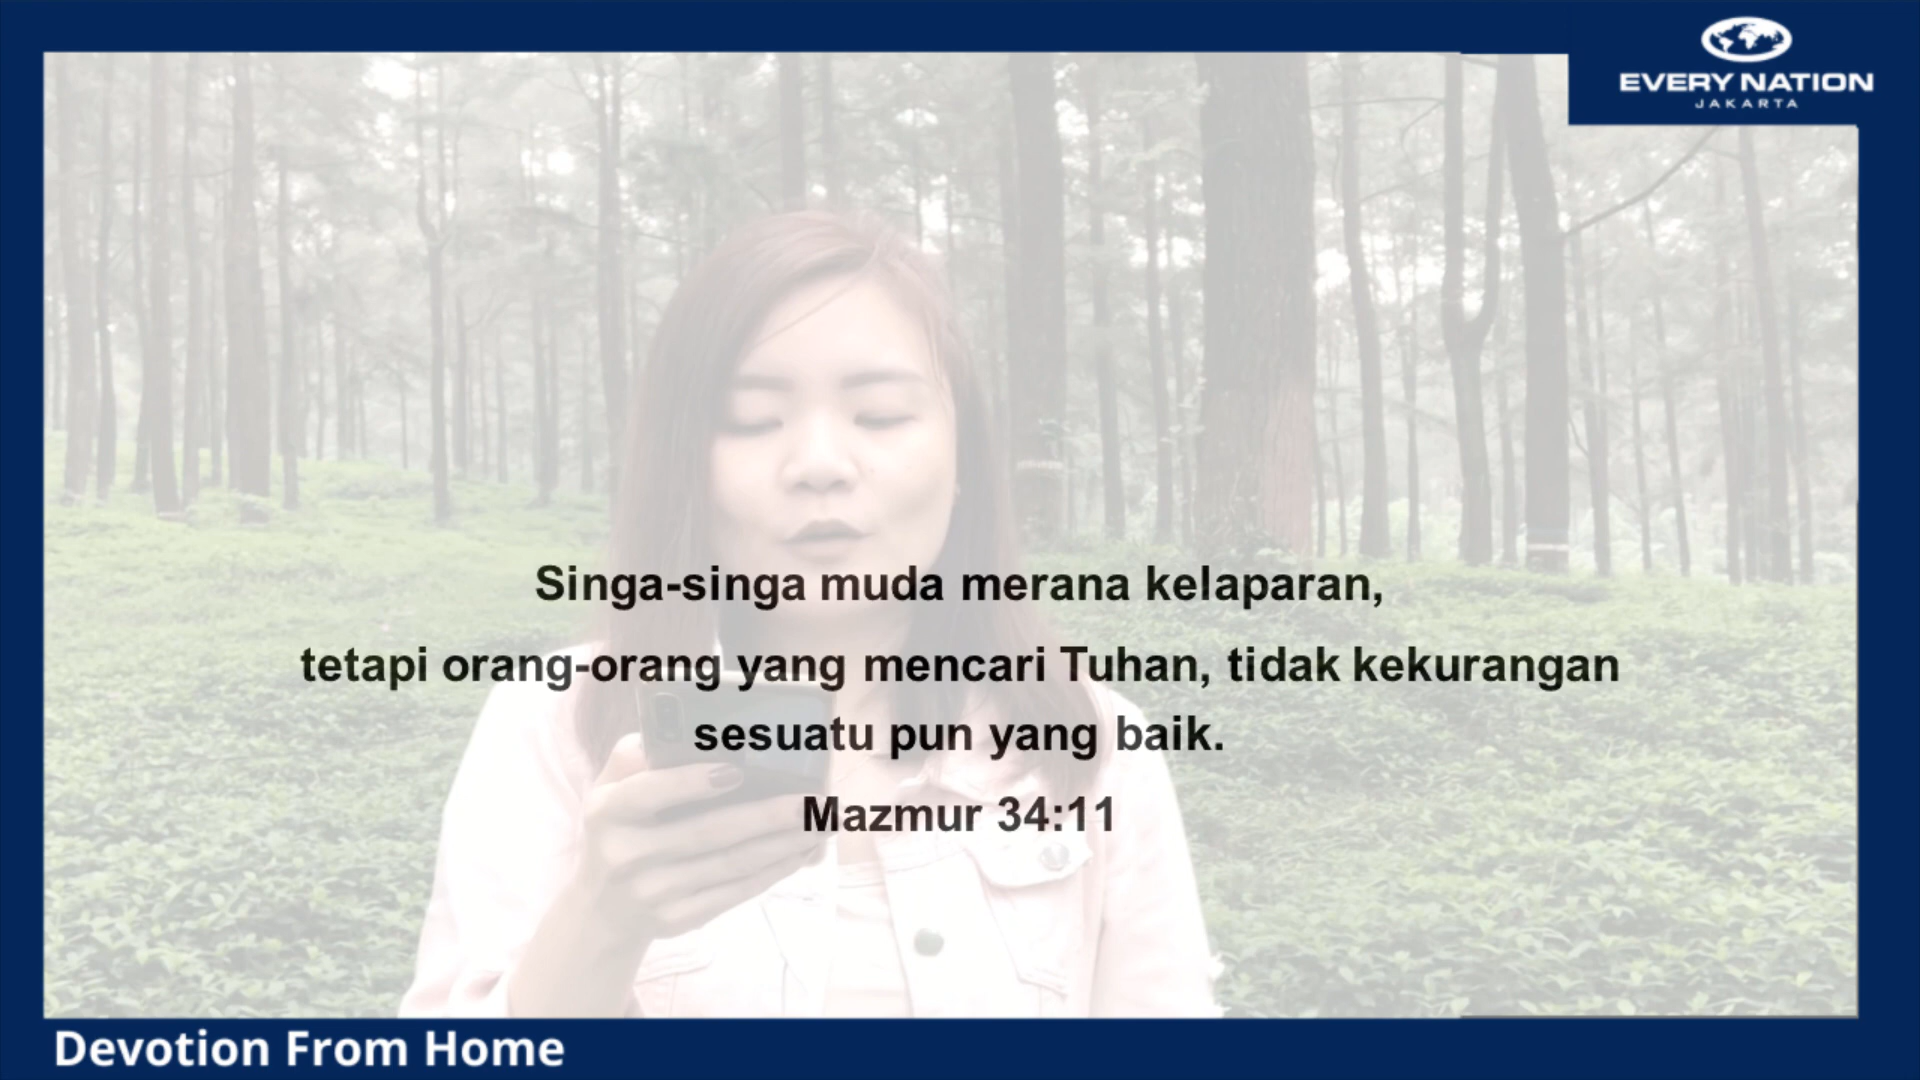 EVERY NATION
JAKARTA
Singa-singa muda merana kelaparan,
tetapi orang-orang yang mencari Tuhan, tidak kekurangan
sesuatu pun yang baik.
Mazmur 34:11
Devotion From Home